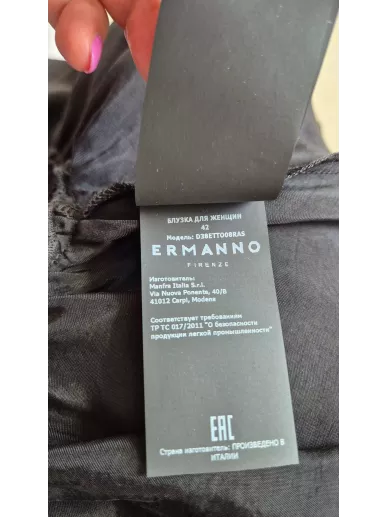 БЛУЗКА ДЛЯ ЖЕНЩИН
42
Модель: D38ETTO08RAS
ERMANNO
FIRENZE
Изготовитель:
Manfra Italia S.r.l.
Via Nuova Ponente, 40/B
41012 Carpi, Modena
Соответствует требованиям
ТР ТС 017/2011 "О безопасности
продукции легкой промышленности"
EAC
Страна изготовитель: ПРОИЗВЕДЕНО В
ИТАЛИИ